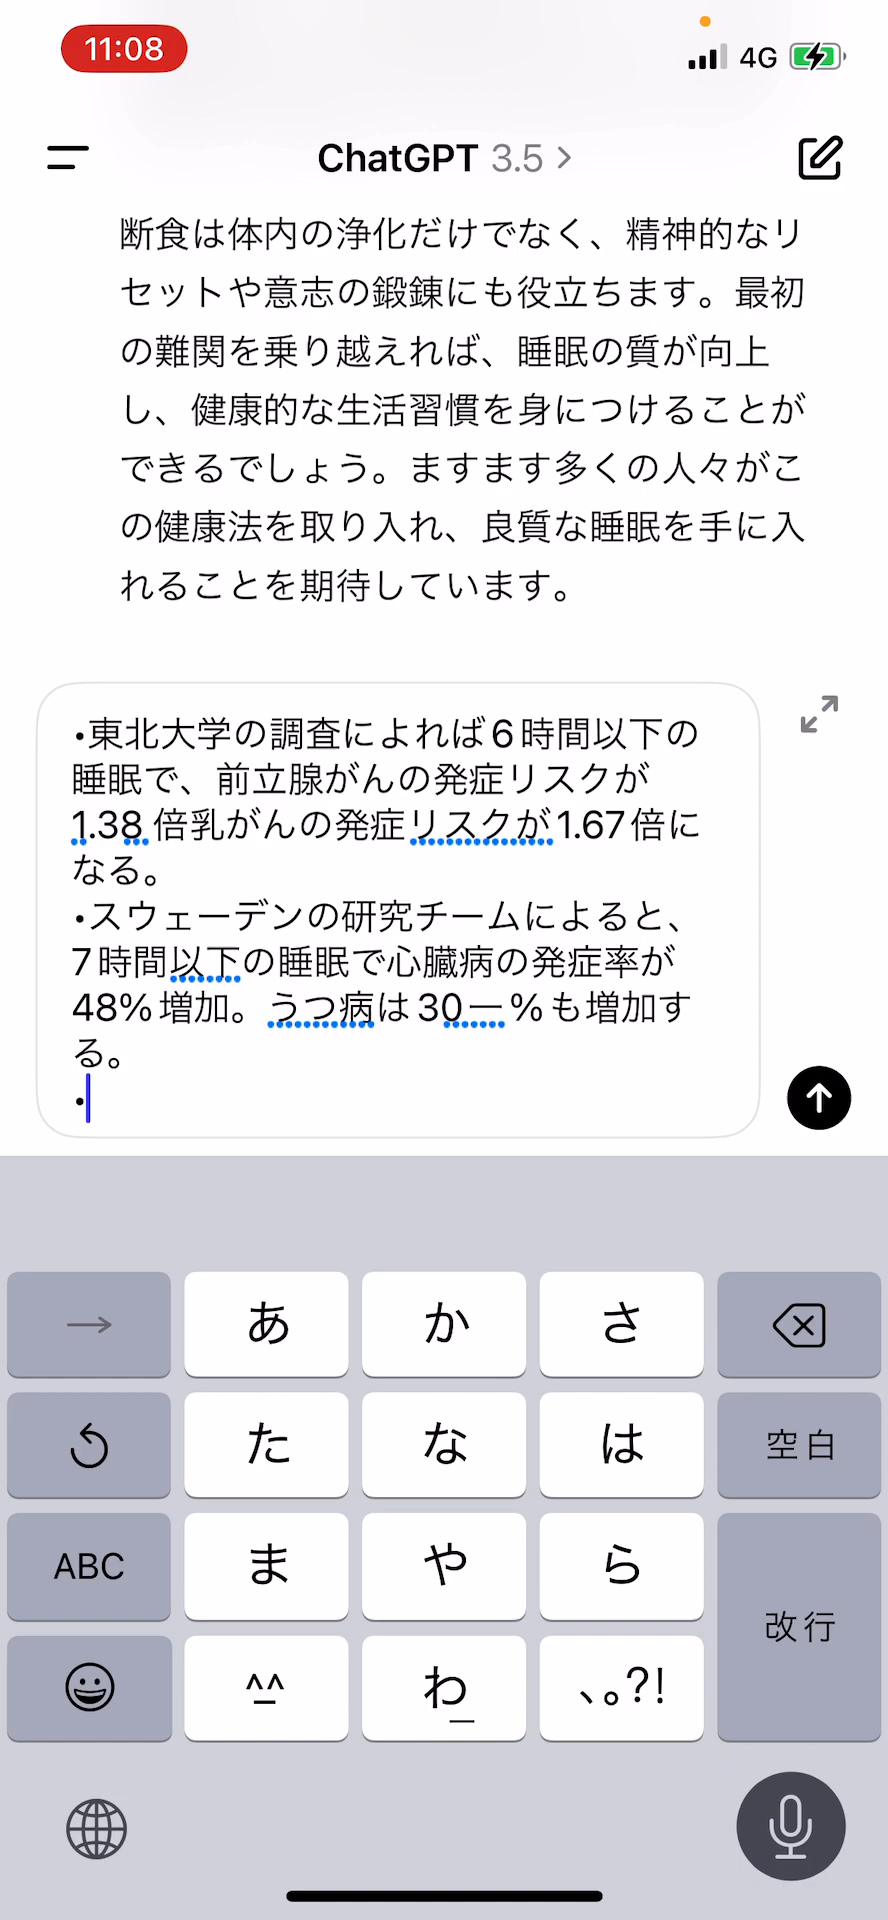 11:08
4G
ChatGPT 3.5 >
断食は体内の浄化だけでなく、精神的なリ
セットや意志の鍛錬にも役立ちます。最初
の難関を乗り越えれば、睡眠の質が向上
し、健康的な生活習慣を身につけることが
できるでしょう。ますます多くの人々がこ
の健康法を取り入れ、良質な睡眠を手に入
れることを期待しています。
•東北大学の調査によれば6時間以下の
睡眠で、前立腺がんの発症リスクが
1.38倍乳がんの発症リスクが1.67倍に
なる。
•スウェーデンの研究チームによると、
7時間以下の睡眠で心臓病の発症率が
48%増加。うつ病は30一%も増加す
る。
•
→ あ か さ
た な は 空白
ABC ま や ら
改行
^_^ わ_ 、。?!